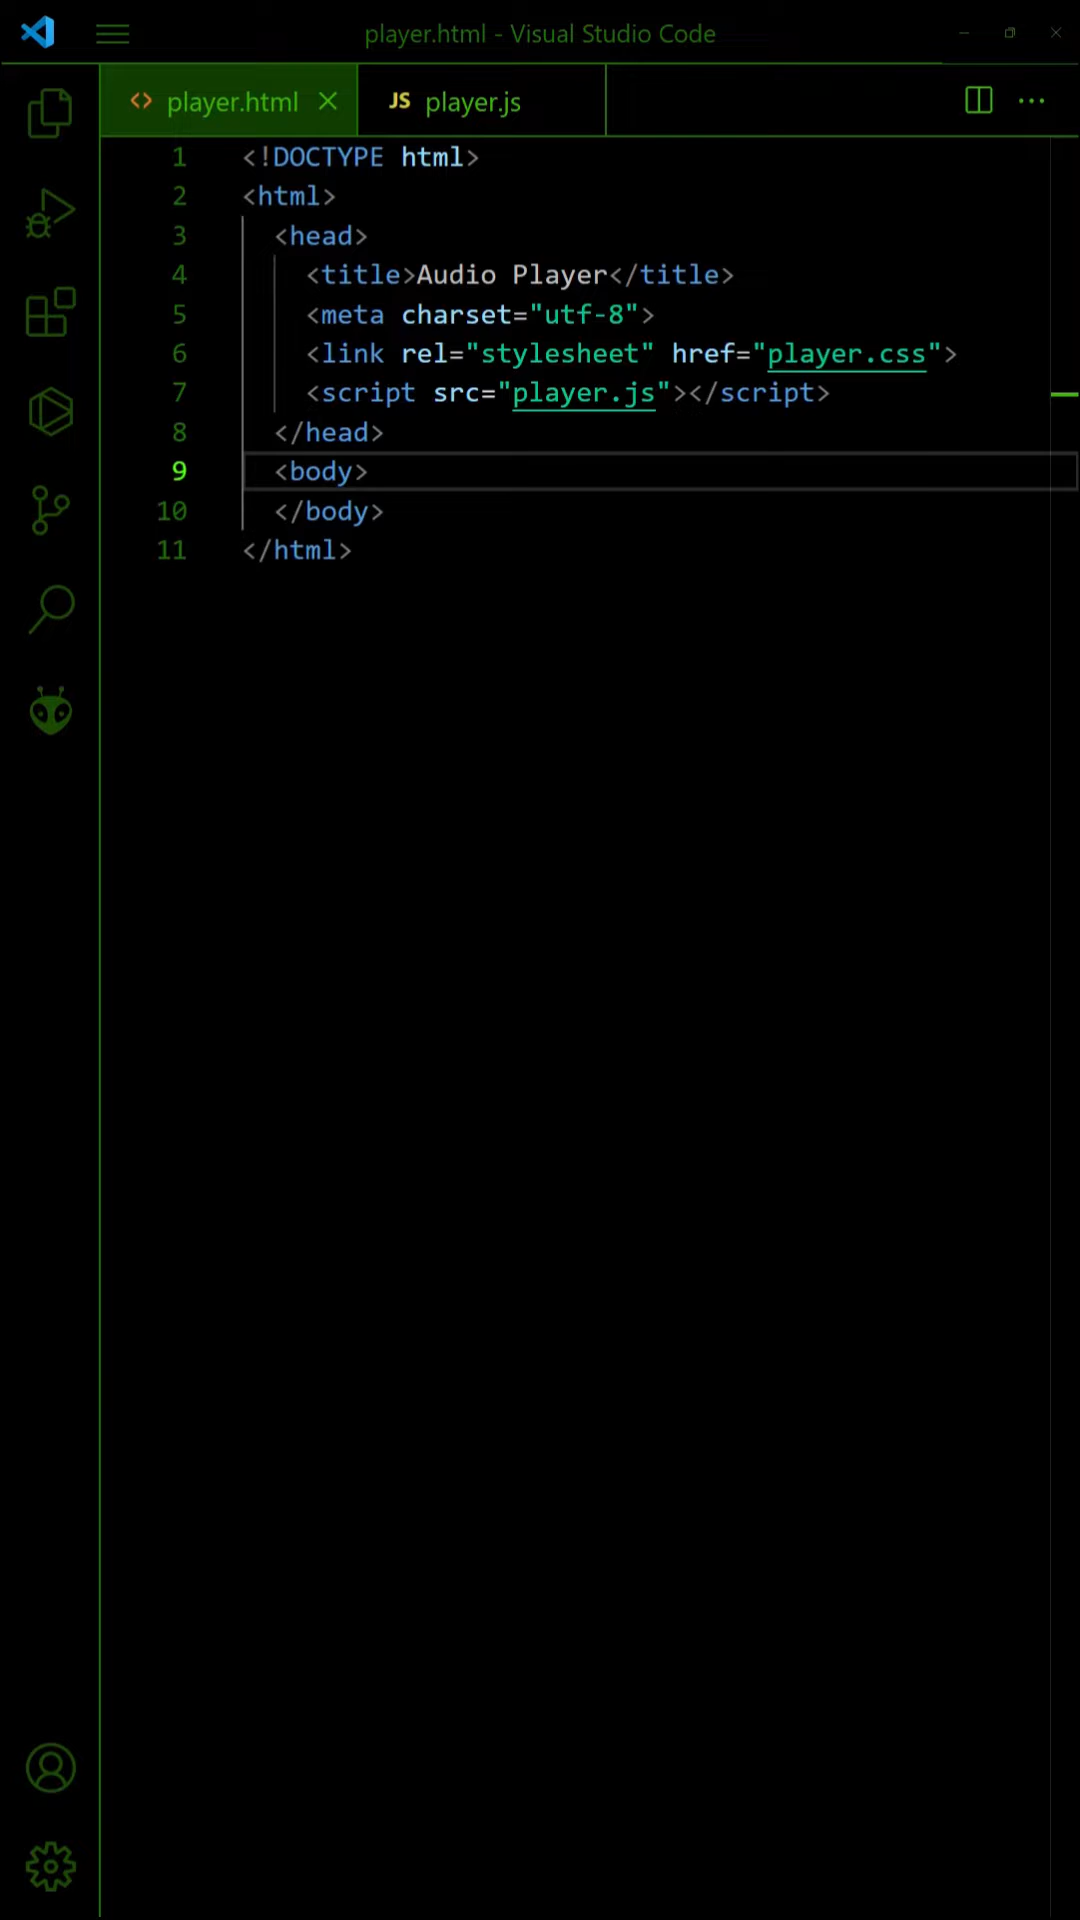 player.html - Visual Studio Code
<> player.html
JS player.js
1 <!DOCTYPE html>
2 <html>
3 <head>
4 <title>Audio Player</title>
5 <meta charset="utf-8">
6 <link rel="stylesheet" href="player.css">
7 <script src="player.js"></script>
8 </head>
9 <body>
10 </body>
11 </html>